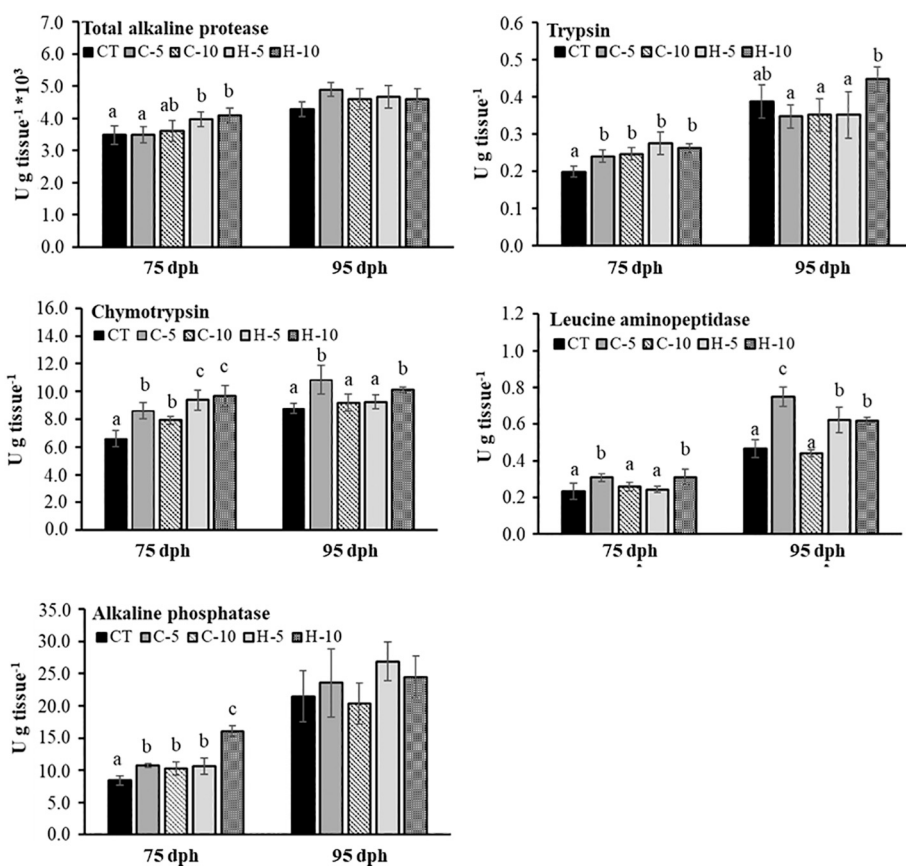 Total alkaline protease
CT C-5 C-10 H-5 H-10
U g tissue-1 *10³
7.0
6.0
5.0
4.0
3.0
2.0
1.0
0.0
a a ab b b
75 dph 95 dph
Trypsin
CT C-5 C-10 H-5 H-10
U g tissue-1
0.6
0.5
0.4
0.3
0.2
0.1
0.0
a b b b b
ab a a a b
75 dph 95 dph
Chymotrypsin
CT C-5 C-10 H-5 H-10
U g tissue-1
16.0
14.0
12.0
10.0
8.0
6.0
4.0
2.0
0.0
a b b c c
a b a a b
75 dph 95 dph
Leucine aminopeptidase
CT C-5 C-10 H-5 H-10
U g tissue-1
1.2
1.0
0.8
0.6
0.4
0.2
0.0
a b a a b
a c a b b
75 dph 95 dph
Alkaline phosphatase
CT C-5 C-10 H-5 H-10
U g tissue-1
35.0
30.0
25.0
20.0
15.0
10.0
5.0
0.0
a b b b c
75 dph 95 dph